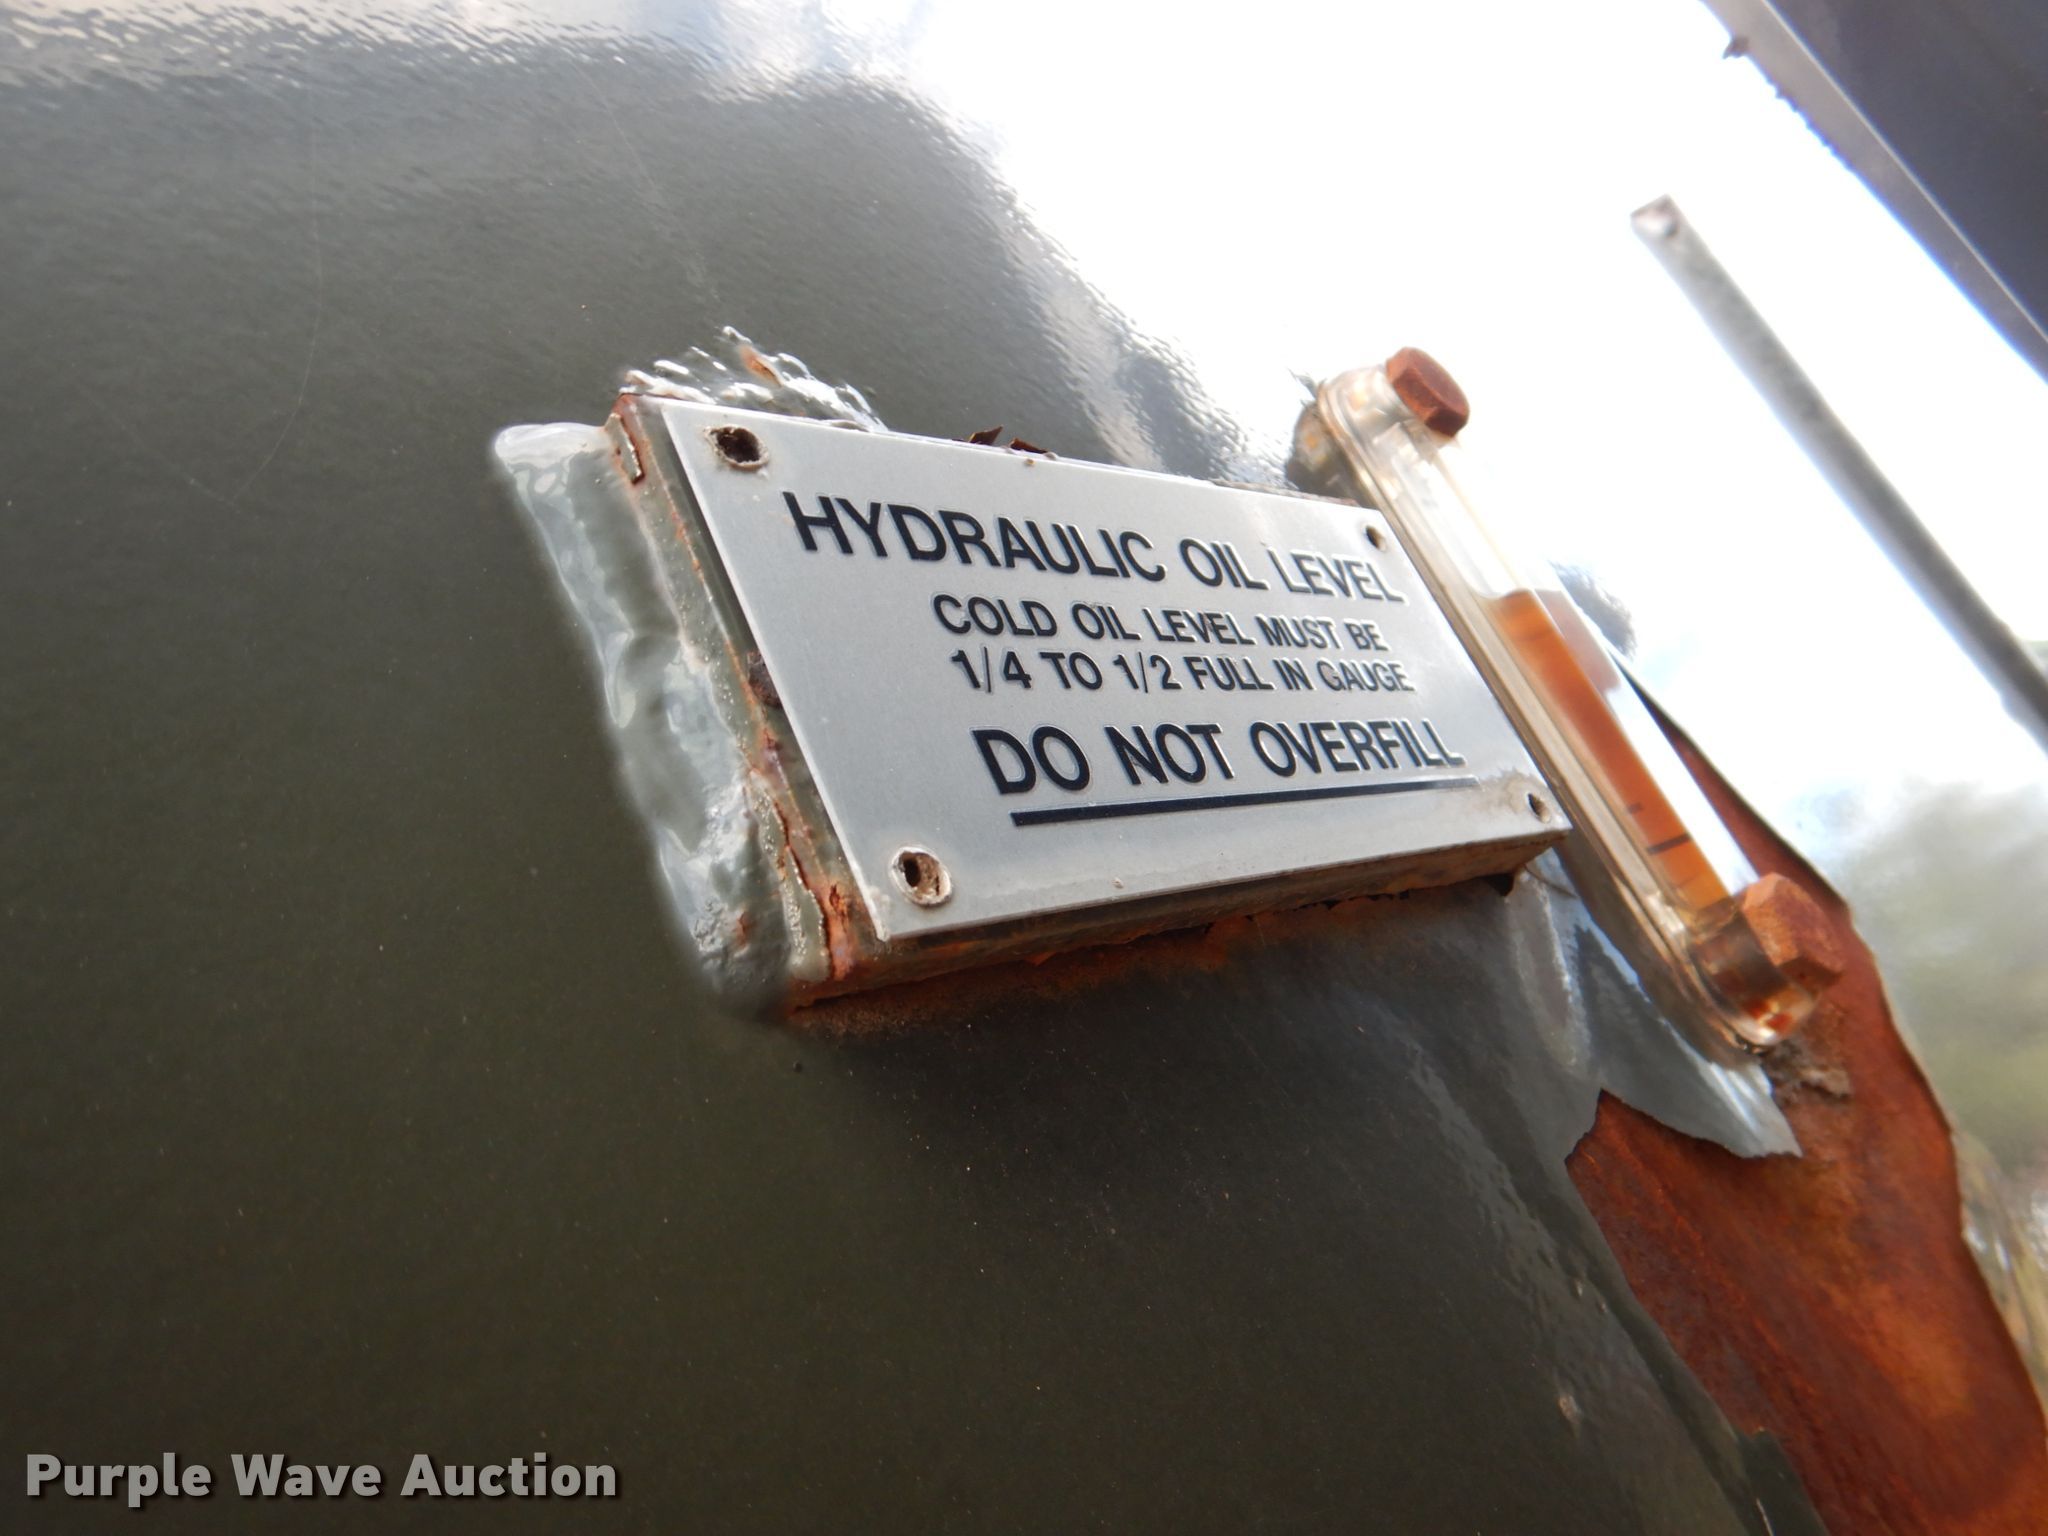 HYDRAULIC OIL LEVEL
COLD OIL LEVEL MUST BE
1/4 TO 1/2 FULL IN GAUGE
DO NOT OVERFILL
Purple Wave Auction